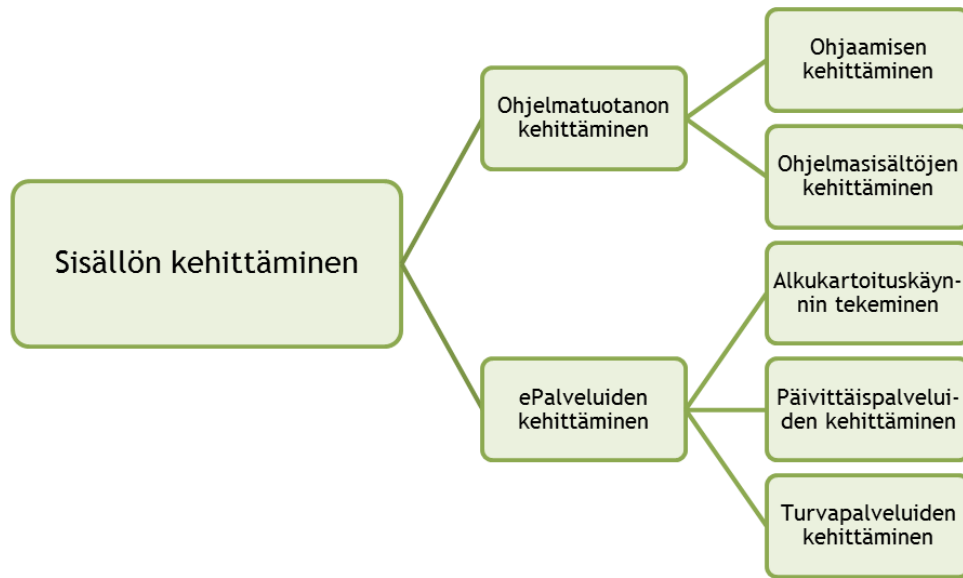 Sisällön kehittäminen
Ohjelmatuotanon
kehittäminen
Ohjaamisen
kehittäminen
Ohjelmasisältöjen
kehittäminen
ePalveluiden
kehittäminen
Alkukartoituskäyn-
nin tekeminen
Päivittäispalvelui-
den kehittäminen
Turvapalveluiden
kehittäminen